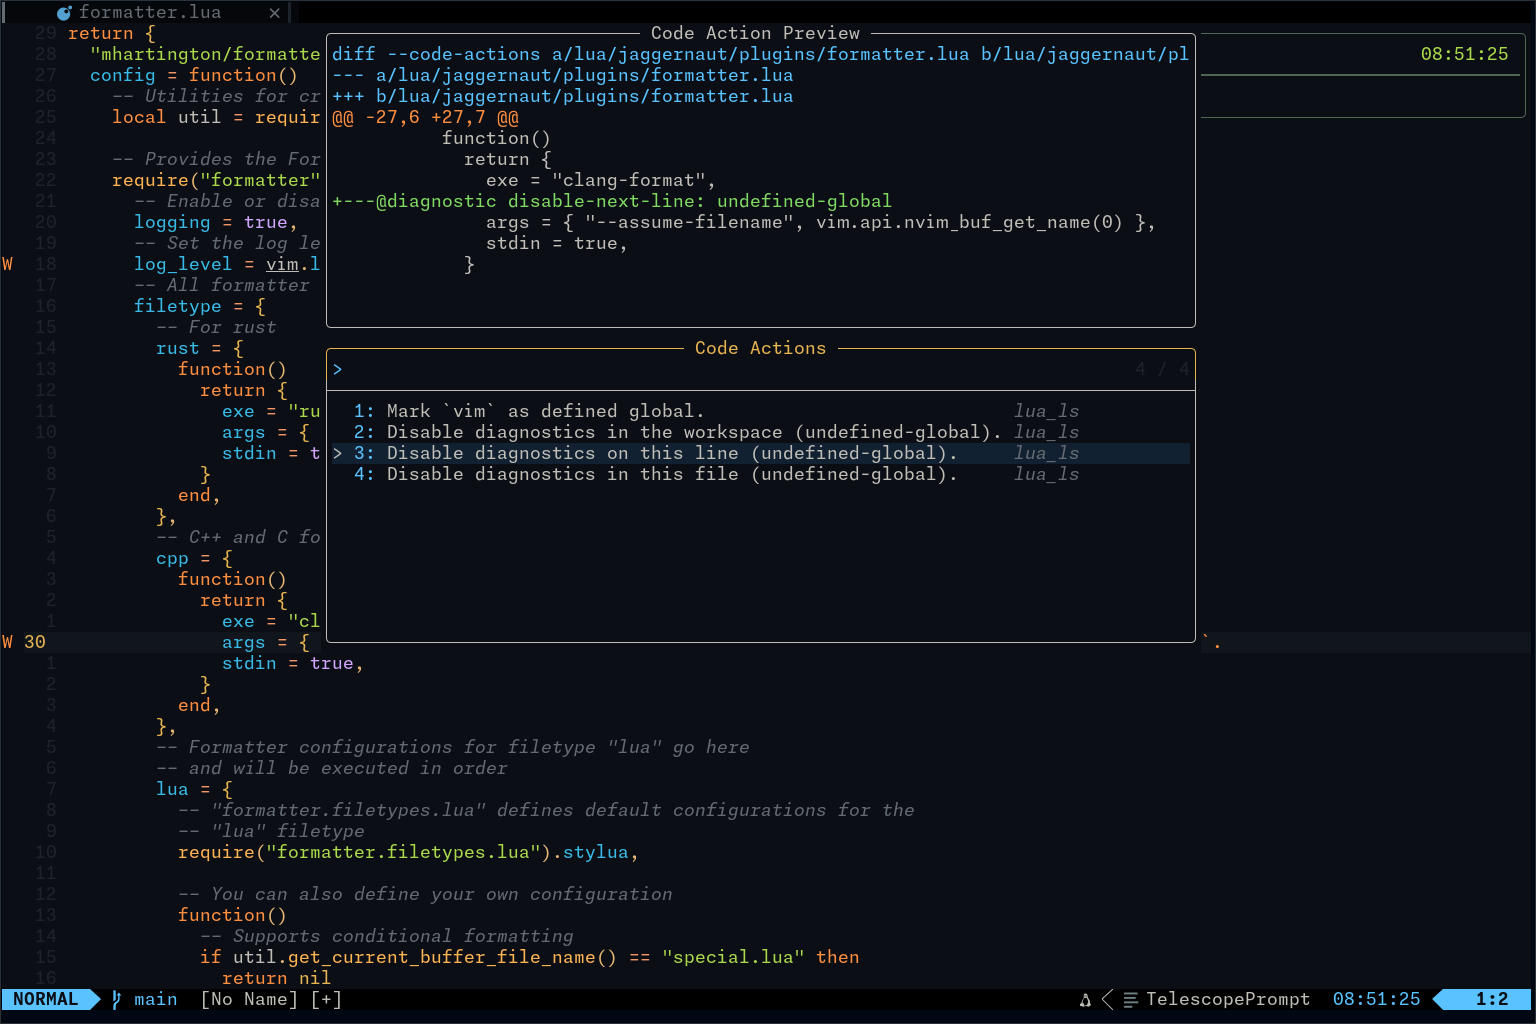 formatter.lua ×
29 return {
28 "mhartington/formatte
27 config = function()
26 -- Utilities for cr
25 local util = requir
24
23 -- Provides the For
22 require("formatter"
21 -- Enable or disa
20 logging = true,
19 -- Set the log le
W 18 log_level = vim.l
17 -- All formatter
16 filetype = {
15 -- For rust
14 rust = {
13 function()
12 return {
11 exe = "ru
10 args = {
9 stdin = t
8 }
7 end,
6 },
5 -- C++ and C fo
4 cpp = {
3 function()
2 return {
1 exe = "cl
W 30 args = { `.
1 stdin = true,
2 }
3 end,
4 },
5 -- Formatter configurations for filetype "lua" go here
6 -- and will be executed in order
7 lua = {
8 -- "formatter.filetypes.lua" defines default configurations for the
9 -- "lua" filetype
10 require("formatter.filetypes.lua").stylua,
11
12 -- You can also define your own configuration
13 function()
14 -- Supports conditional formatting
15 if util.get_current_buffer_file_name() == "special.lua" then
16 return nil
Code Action Preview
diff --code-actions a/lua/jaggernaut/plugins/formatter.lua b/lua/jaggernaut/pl
--- a/lua/jaggernaut/plugins/formatter.lua
+++ b/lua/jaggernaut/plugins/formatter.lua
@@ -27,6 +27,7 @@
function()
return {
exe = "clang-format",
+---@diagnostic disable-next-line: undefined-global
args = { "--assume-filename", vim.api.nvim_buf_get_name(0) },
stdin = true,
}
Code Actions
> 4 / 4
1: Mark `vim` as defined global. lua_ls
2: Disable diagnostics in the workspace (undefined-global). lua_ls
> 3: Disable diagnostics on this line (undefined-global). lua_ls
4: Disable diagnostics in this file (undefined-global). lua_ls
08:51:25
NORMAL main [No Name] [+] TelescopePrompt 08:51:25 1:2